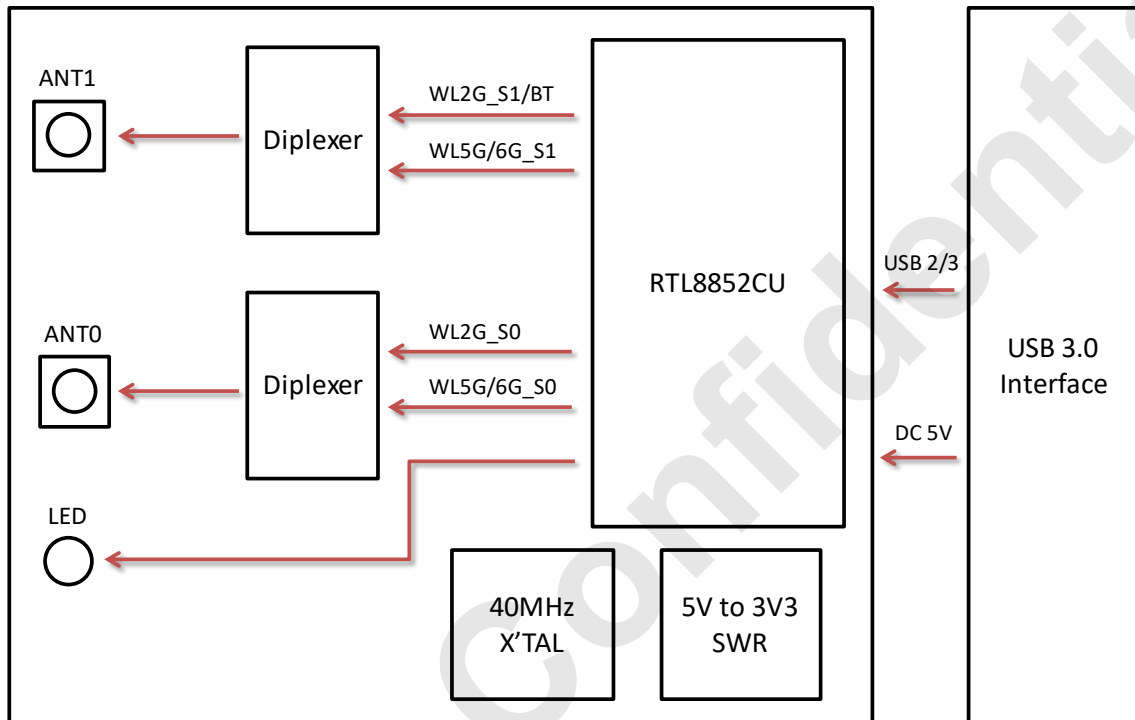 ANT1
Diplexer
WL2G_S1/BT
WL5G/6G_S1
RTL8852CU
USB 2/3
USB 3.0
Interface
DC 5V
ANT0
Diplexer
WL2G_S0
WL5G/6G_S0
LED
40MHz
X’TAL
5V to 3V3
SWR
Confidentia